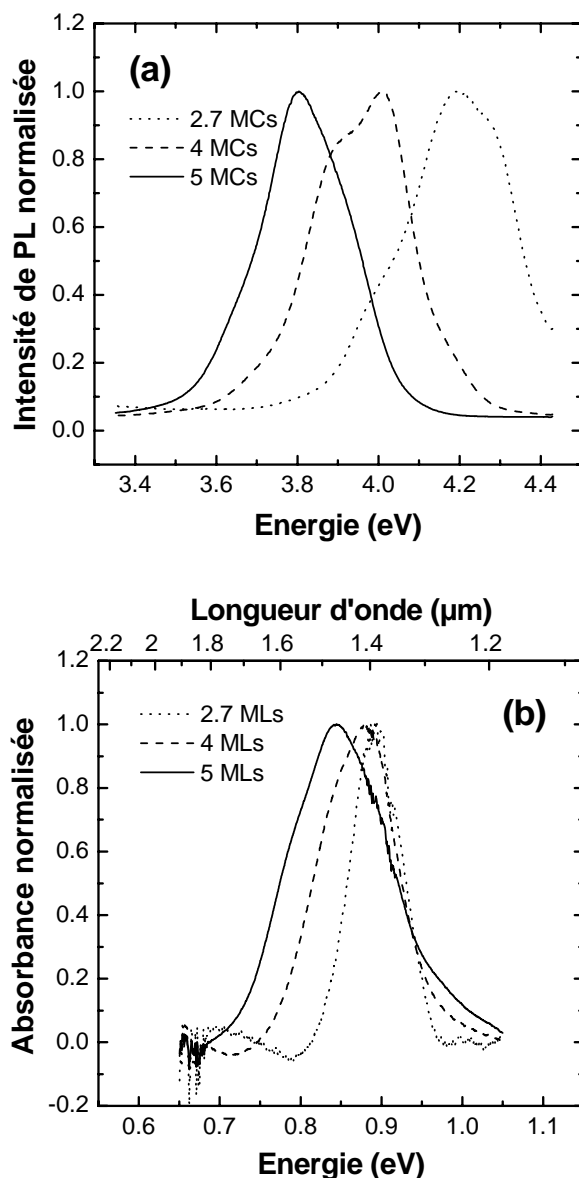 1.2
(a)
1.0
2.7 MCs
4 MCs
0.8
5 MCs
0.6
0.4
0.2
0.0
Intensité de PL normalisée
3.4 3.6 3.8 4.0 4.2 4.4
Energie (eV)
Longueur d'onde (µm)
2.2 2 1.8 1.6 1.4 1.2
1.2
2.7 MLs
(b)
1.0
4 MLs
5 MLs
0.8
0.6
0.4
0.2
0.0
-0.2
Absorbance normalisée
0.6 0.7 0.8 0.9 1.0 1.1
Energie (eV)